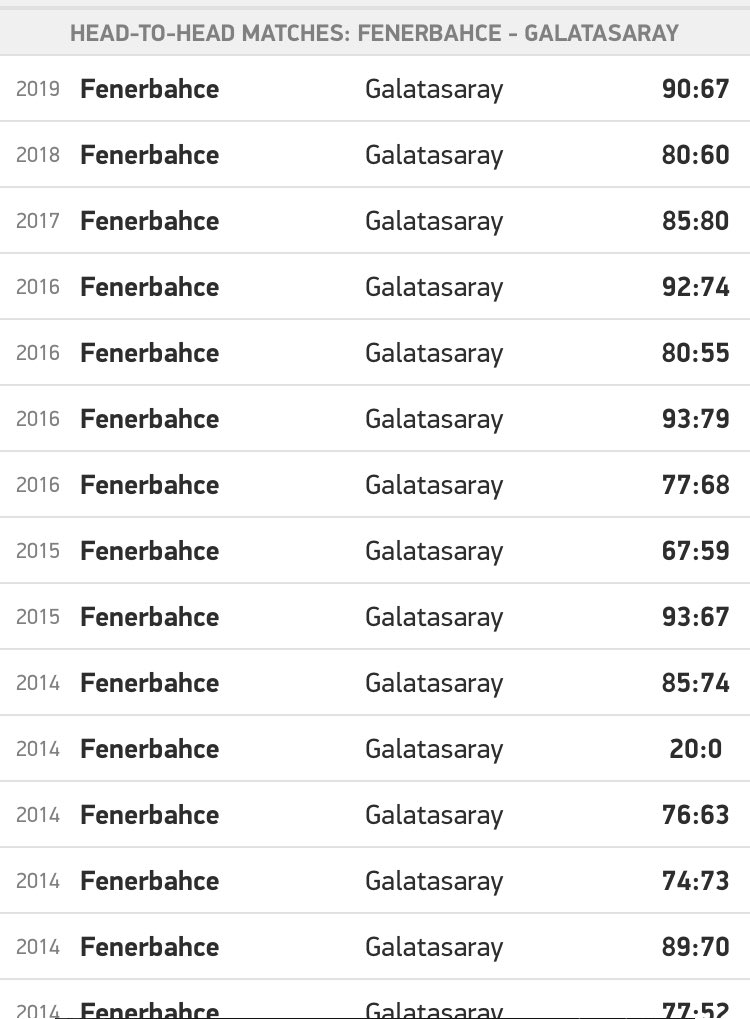 HEAD-TO-HEAD MATCHES: FENERBAHCE - GALATASARAY
2019 Fenerbahce Galatasaray 90:67
2018 Fenerbahce Galatasaray 80:60
2017 Fenerbahce Galatasaray 85:80
2016 Fenerbahce Galatasaray 92:74
2016 Fenerbahce Galatasaray 80:55
2016 Fenerbahce Galatasaray 93:79
2016 Fenerbahce Galatasaray 77:68
2015 Fenerbahce Galatasaray 67:59
2015 Fenerbahce Galatasaray 93:67
2014 Fenerbahce Galatasaray 85:74
2014 Fenerbahce Galatasaray 20:0
2014 Fenerbahce Galatasaray 76:63
2014 Fenerbahce Galatasaray 74:73
2014 Fenerbahce Galatasaray 89:70
2014 Fenerbahce Galatasaray 77:52